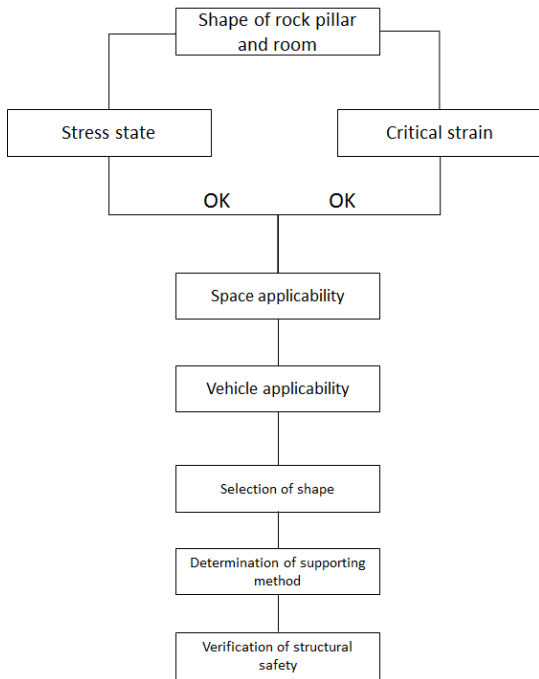 Shape of rock pillar
and room
Stress state
Critical strain
OK
OK
Space applicability
Vehicle applicability
Selection of shape
Determination of supporting
method
Verification of structural
safety